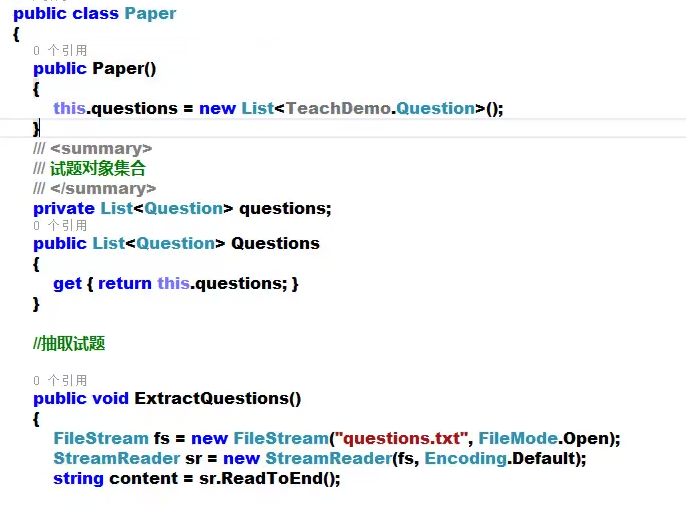 public class Paper
{
0 个引用
public Paper()
{
this.questions = new List<TeachDemo.Question>();
}
/// <summary>
/// 试题对象集合
/// </summary>
private List<Question> questions;
0 个引用
public List<Question> Questions
{
get { return this.questions; }
}
//抽取试题
0 个引用
public void ExtractQuestions()
{
FileStream fs = new FileStream("questions.txt", FileMode.Open);
StreamReader sr = new StreamReader(fs, Encoding.Default);
string content = sr.ReadToEnd();